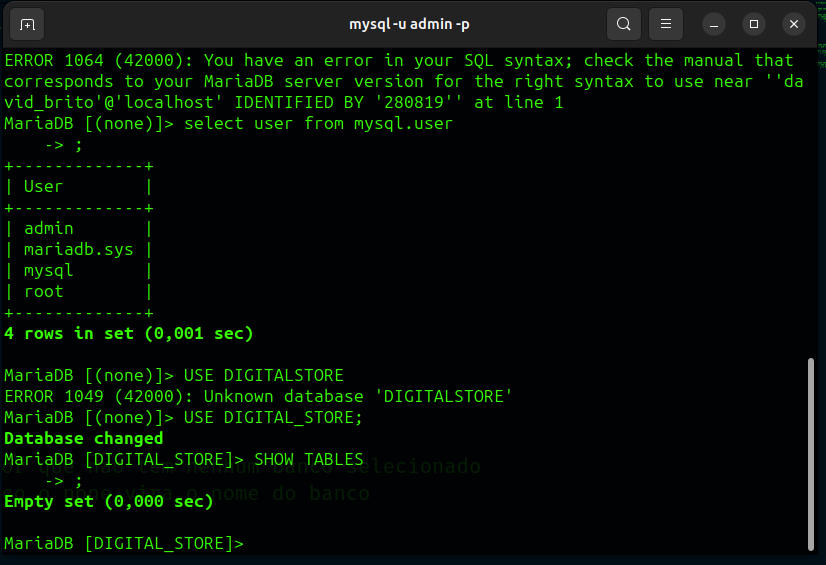 mysql -u admin -p
ERROR 1064 (42000): You have an error in your SQL syntax; check the manual that
corresponds to your MariaDB server version for the right syntax to use near ''da
vid_brito'@'localhost' IDENTIFIED BY '280819'' at line 1
MariaDB [(none)]> select user from mysql.user
    -> ;
+-------------+
| User        |
+-------------+
| admin       |
| mariadb.sys |
| mysql       |
| root        |
+-------------+
4 rows in set (0,001 sec)
MariaDB [(none)]> USE DIGITALSTORE
ERROR 1049 (42000): Unknown database 'DIGITALSTORE'
MariaDB [(none)]> USE DIGITAL_STORE;
Database changed
MariaDB [DIGITAL_STORE]> SHOW TABLES
    -> ;
selecionado
o nome do banco
Empty set (0,000 sec)
MariaDB [DIGITAL_STORE]>